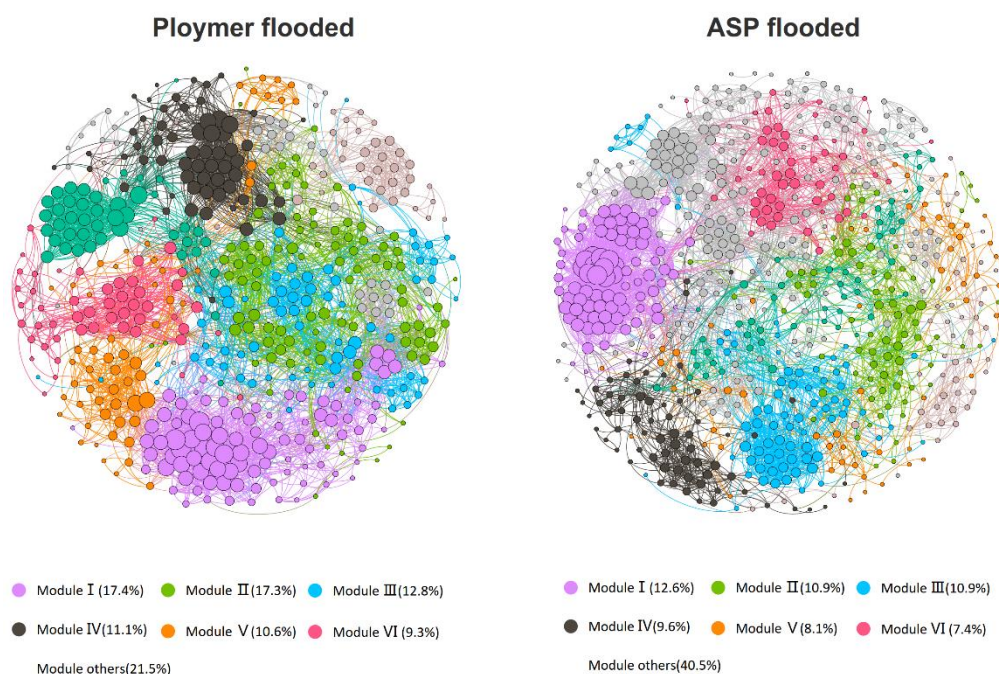 Ploymer flooded
ASP flooded
Module Ⅰ (17.4%) Module Ⅱ(17.3%) Module Ⅲ(12.8%)
Module Ⅳ(11.1%) Module Ⅴ (10.6%) Module Ⅵ (9.3%)
Module others(21.5%)
Module Ⅰ (12.6%) Module Ⅱ(10.9%) Module Ⅲ(10.9%)
Module Ⅳ(9.6%) Module Ⅴ(8.1%) Module Ⅵ (7.4%)
Module others(40.5%)